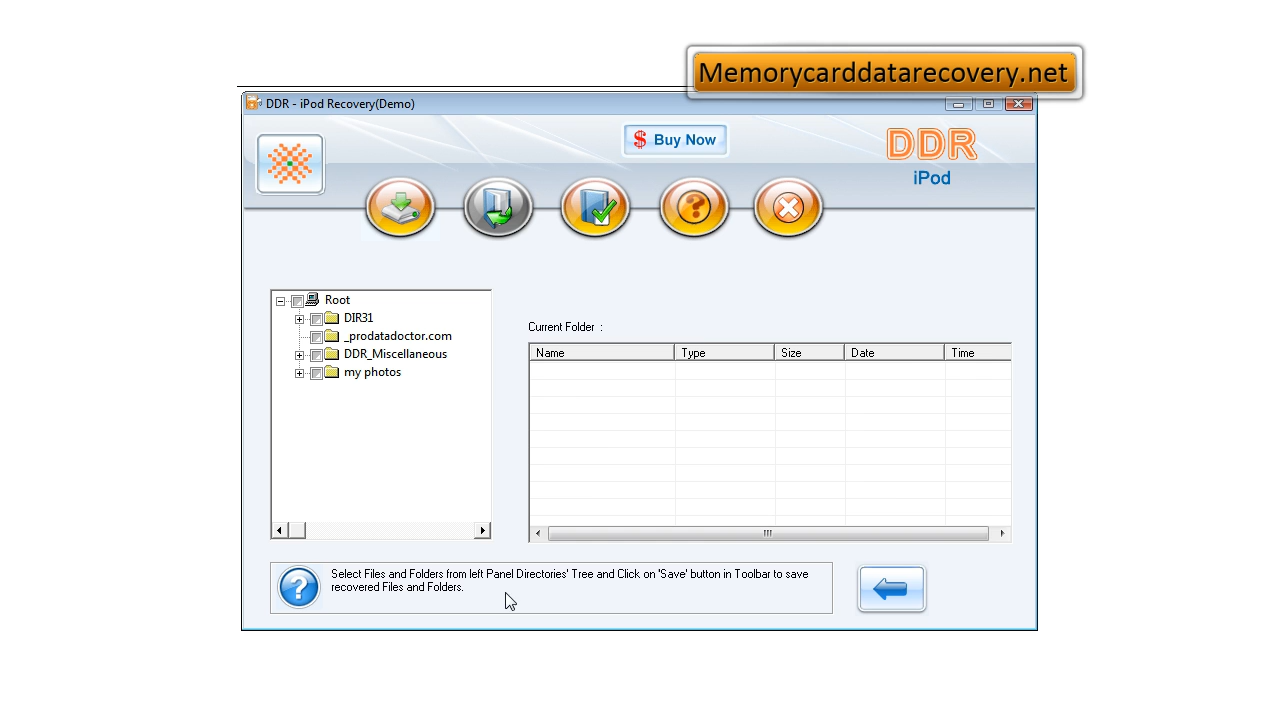 Memorycarddatarecovery.net
DDR - iPod Recovery(Demo)
$ Buy Now
DDR
iPod
Root
DIR31
_prodatadoctor.com
DDR_Miscellaneous
my photos
Current Folder :
Name Type Size Date Time
Select Files and Folders from left Panel Directories' Tree and Click on 'Save' button in Toolbar to save
recovered Files and Folders.